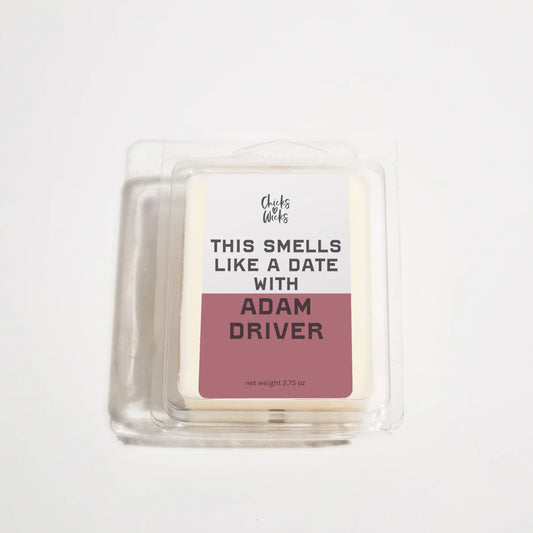 Chicks
Wicks
THIS SMELLS
LIKE A DATE
WITH
ADAM
DRIVER
net weight 2.75 oz